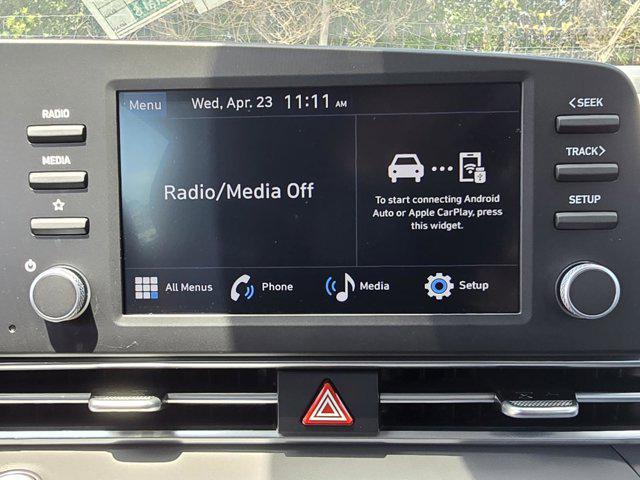 Menu Wed, Apr. 23 11:11 AM
RADIO
MEDIA
Radio/Media Off
To start connecting Android
Auto or Apple CarPlay, press
this widget.
All Menus Phone Media Setup
<SEEK
TRACK>
SETUP